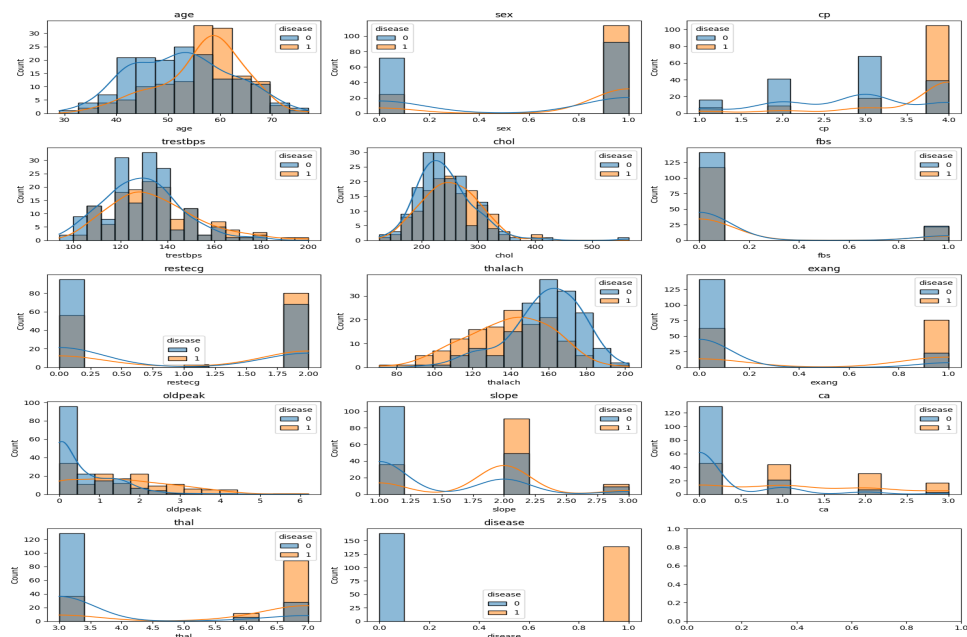 age
Count
35
30
25
20
15
10
5
0
disease
0
1
30 40 50 60 70
age
sex
Count
100
80
60
40
20
0
disease
0
1
0.0 0.2 0.4 0.6 0.8 1.0
sex
cp
Count
100
80
60
40
20
0
disease
0
1
1.0 1.5 2.0 2.5 3.0 3.5 4.0
cp
trestbps
Count
30
25
20
15
10
5
0
disease
0
1
100 120 140 160 180 200
trestbps
chol
Count
30
25
20
15
10
5
0
disease
0
1
200 300 400 500
chol
fbs
Count
125
100
75
50
25
0
disease
0
1
0.0 0.2 0.4 0.6 0.8 1.0
fbs
restecg
Count
80
60
40
20
0
disease
0
1
0.00 0.25 0.50 0.75 1.00 1.25 1.50 1.75 2.00
restecg
thalach
Count
30
20
10
0
disease
0
1
80 100 120 140 160 180 200
thalach
exang
Count
125
100
75
50
25
0
disease
0
1
0.0 0.2 0.4 0.6 0.8 1.0
exang
oldpeak
Count
100
80
60
40
20
0
disease
0
1
0 1 2 3 4 5 6
oldpeak
slope
Count
100
80
60
40
20
0
disease
0
1
1.00 1.25 1.50 1.75 2.00 2.25 2.50 2.75 3.00
slope
ca
Count
120
100
80
60
40
20
0
disease
0
1
0.0 0.5 1.0 1.5 2.0 2.5 3.0
ca
thal
Count
120
100
80
60
40
20
0
disease
0
1
3.0 3.5 4.0 4.5 5.0 5.5 6.0 6.5 7.0
thal
disease
Count
150
125
100
75
50
25
0
disease
0
1
0.0 0.2 0.4 0.6 0.8 1.0
disease
1.0
0.8
0.6
0.4
0.2
0.0
0.0 0.2 0.4 0.6 0.8 1.0